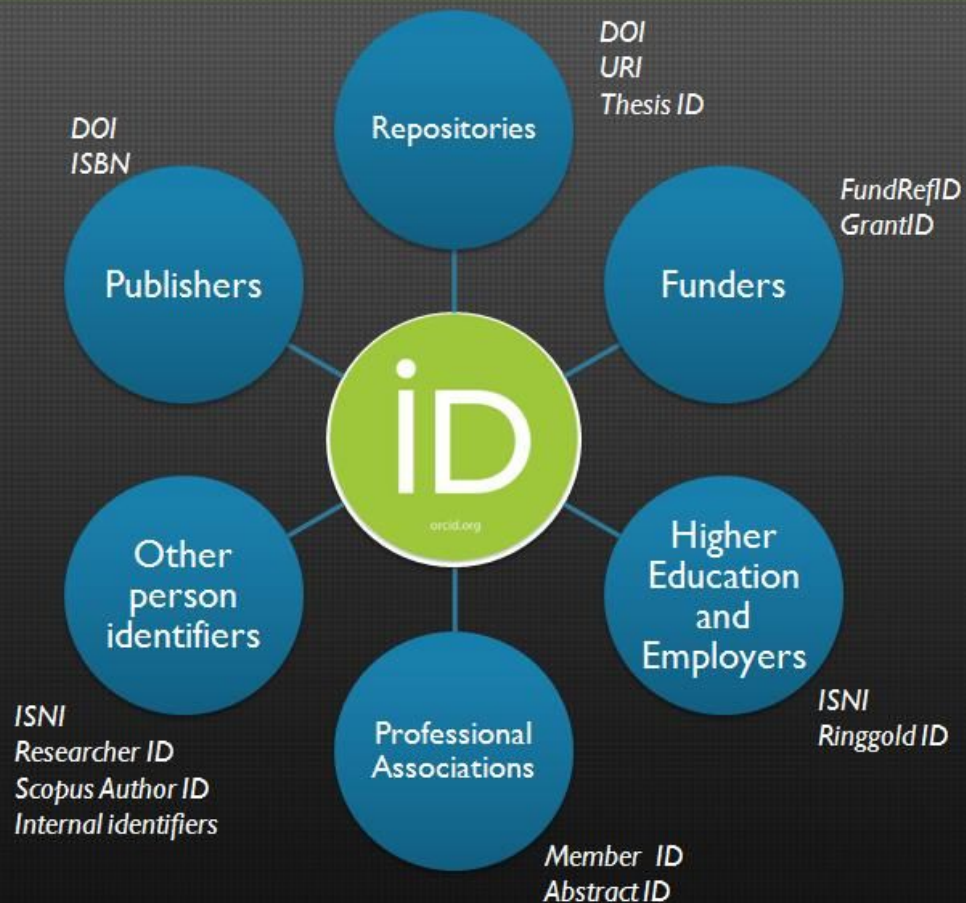 DOI
URI
Thesis ID
Repositories
DOI
ISBN
Publishers
FundRefID
GrantID
Funders
iD
orcid.org
Other
person
identifiers
ISNI
Researcher ID
Scopus Author ID
Internal identifiers
Higher
Education
and
Employers
ISNI
Ringgold ID
Professional
Associations
Member ID
Abstract ID